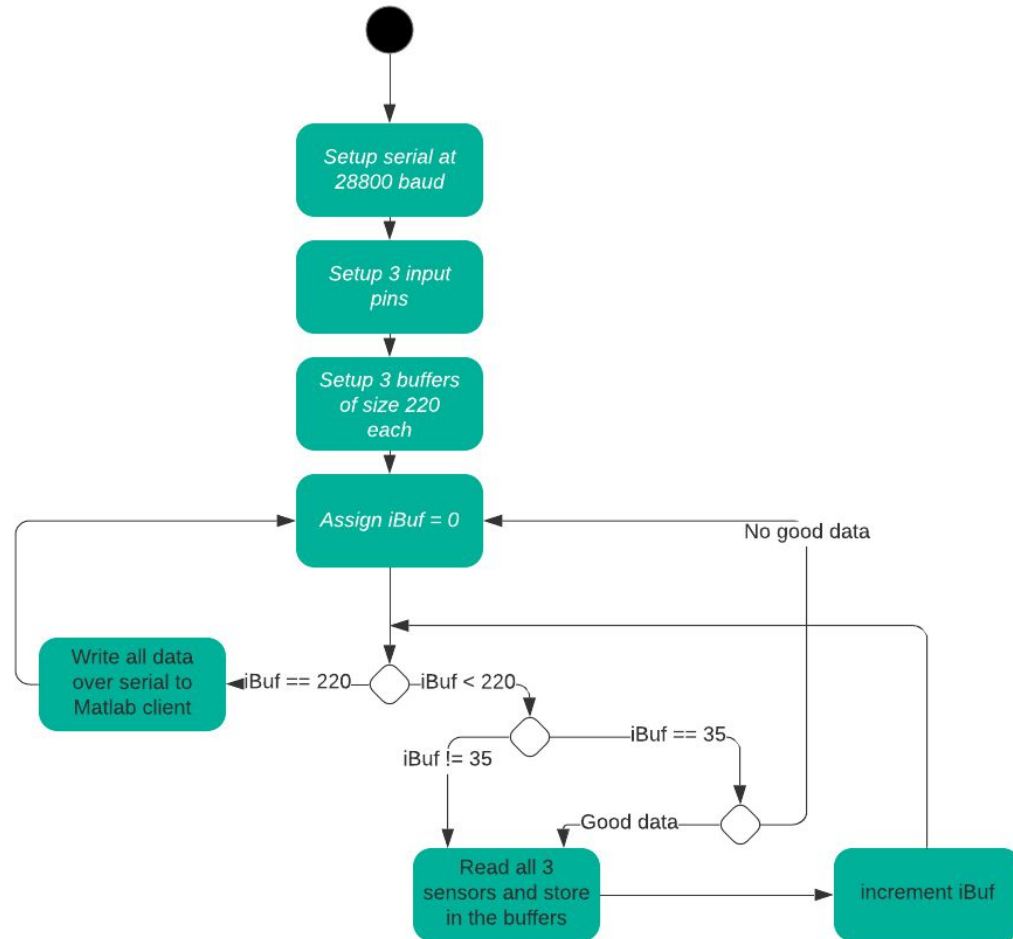 Setup serial at
28800 baud
Setup 3 input
pins
Setup 3 buffers
of size 220
each
Assign iBuf = 0
No good data
Write all data
over serial to
Matlab client
iBuf == 220
iBuf < 220
iBuf != 35
iBuf == 35
Good data
Read all 3
sensors and store
in the buffers
increment iBuf